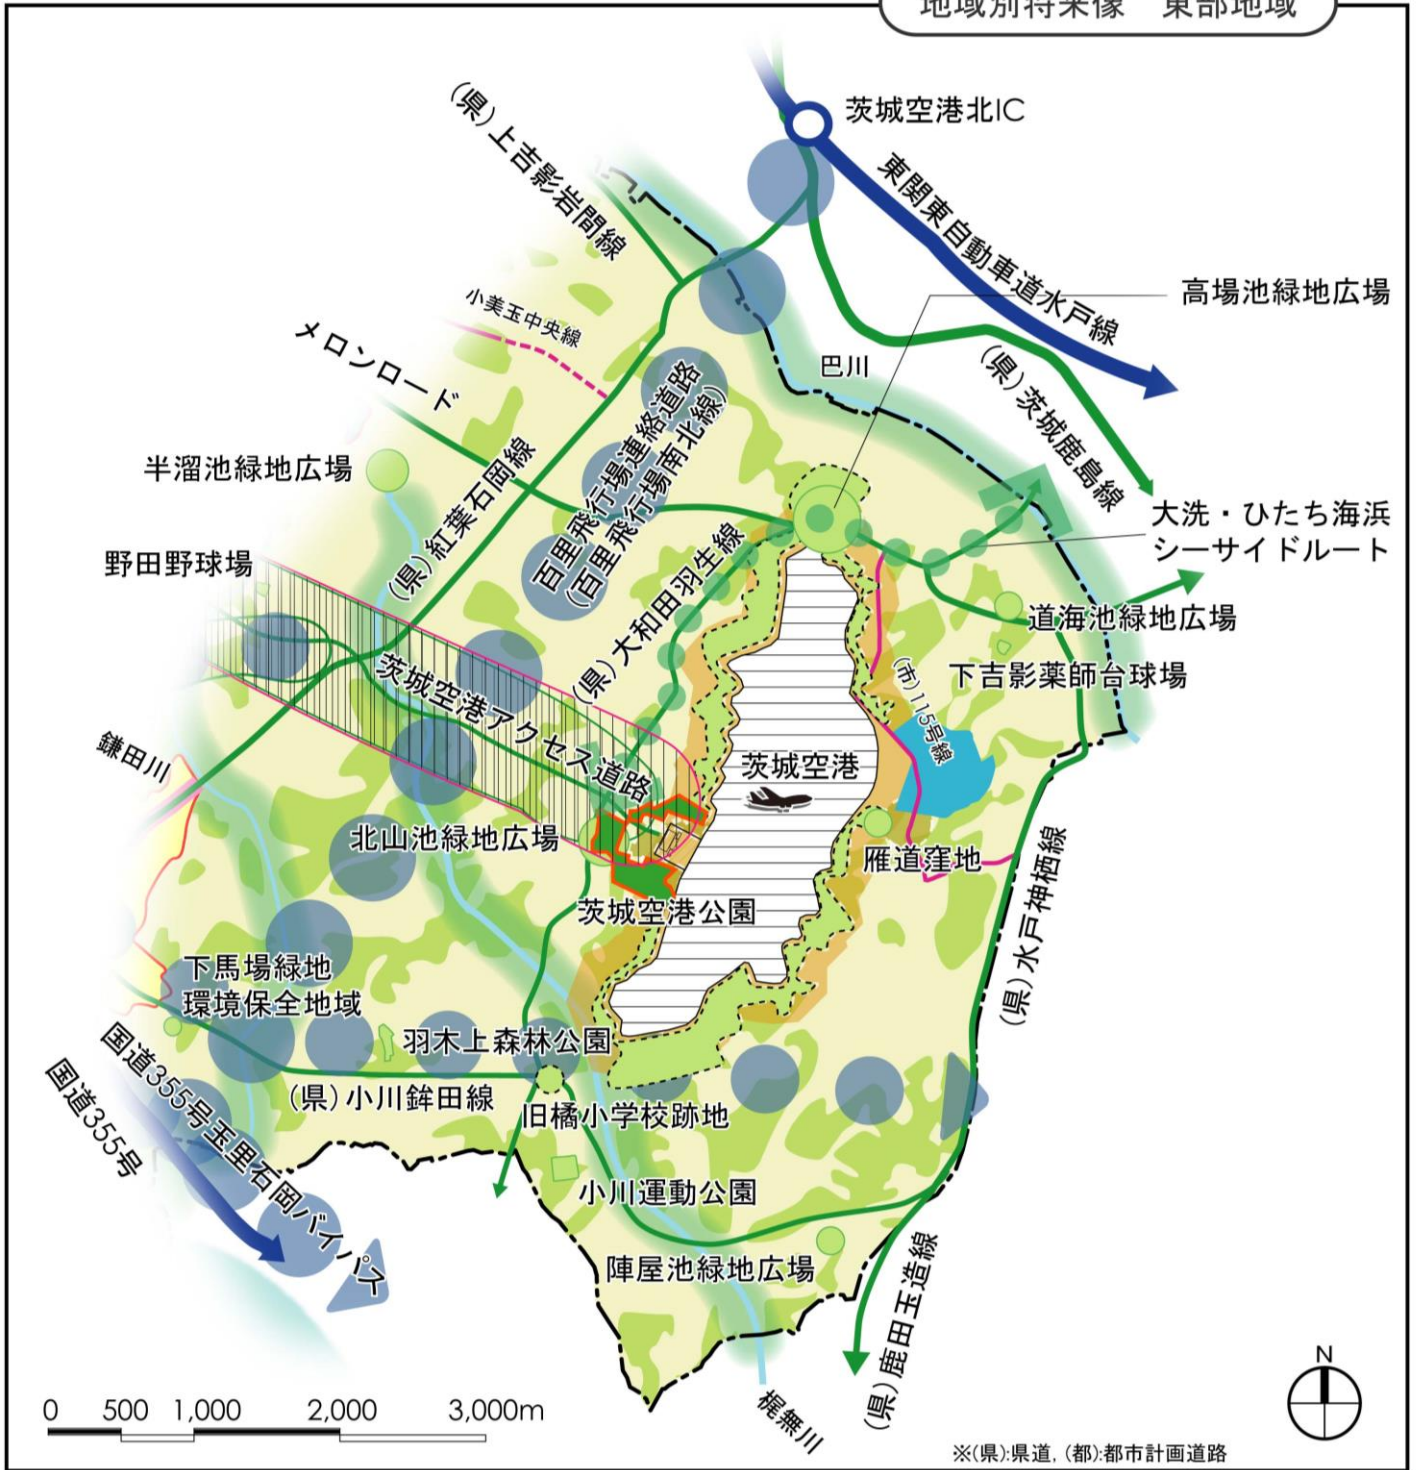 地域別将来像　東部地域
茨城空港北IC
(県)上吉影岩間線
東関東自動車道水戸線
高場池緑地広場
小美玉中央線
メロンロード
巴川
(県)茨城鹿島線
百里飛行場連絡道路
(百里飛行場南北線)
半溜池緑地広場
(県)紅葉石岡線
大洗・ひたち海浜
シーサイドルート
野田野球場
(県)大和田羽生線
道海池緑地広場
下吉影薬師台球場
(市)115号線
茨城空港アクセス道路
鎌田川
茨城空港
北山池緑地広場
雁道窪地
茨城空港公園
(県)水戸神栖線
下馬場緑地
環境保全地域
羽木上森林公園
国道355号玉里石岡バイパス
国道355号
(県)小川鉾田線
旧橘小学校跡地
小川運動公園
陣屋池緑地広場
(県)鹿田玉造線
梶無川
N
0 500 1,000 2,000 3,000m
※(県):県道, (都):都市計画道路